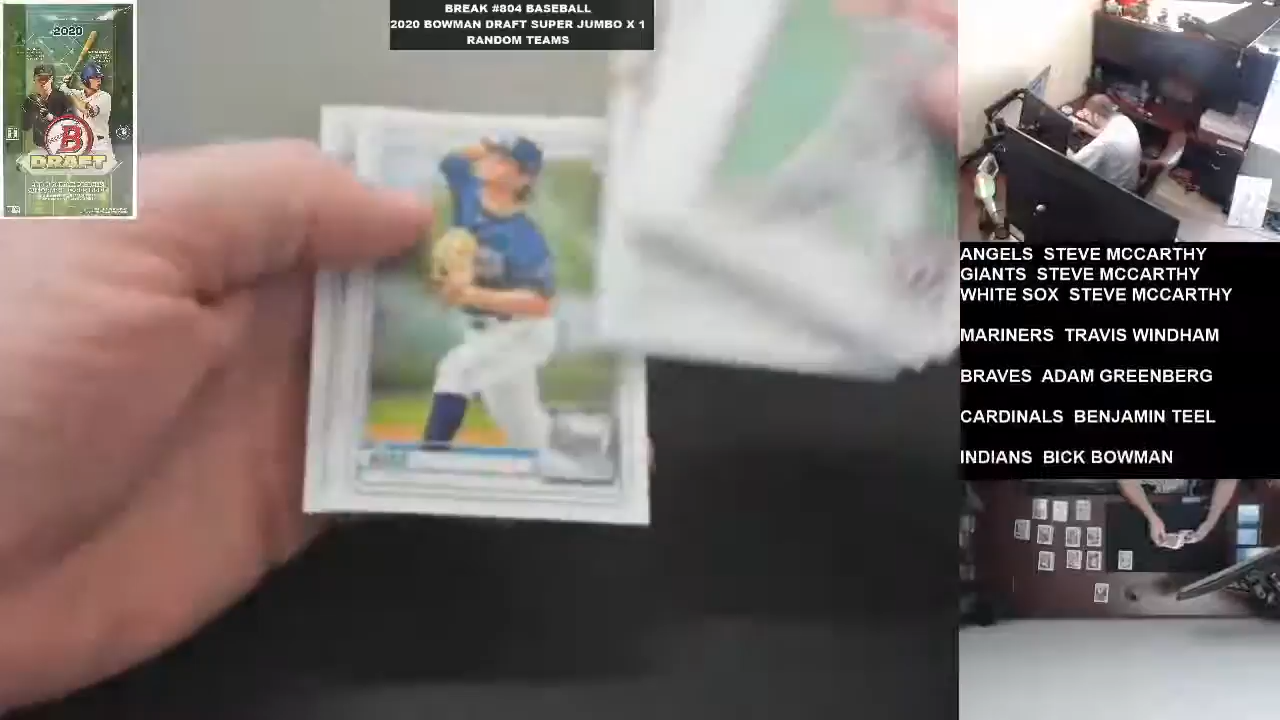 BREAK #804 BASEBALL
2020 BOWMAN DRAFT SUPER JUMBO X 1
RANDOM TEAMS
2020
B
DRAFT
ANGELS STEVE MCCARTHY
GIANTS STEVE MCCARTHY
WHITE SOX STEVE MCCARTHY
MARINERS TRAVIS WINDHAM
BRAVES ADAM GREENBERG
CARDINALS BENJAMIN TEEL
INDIANS BICK BOWMAN